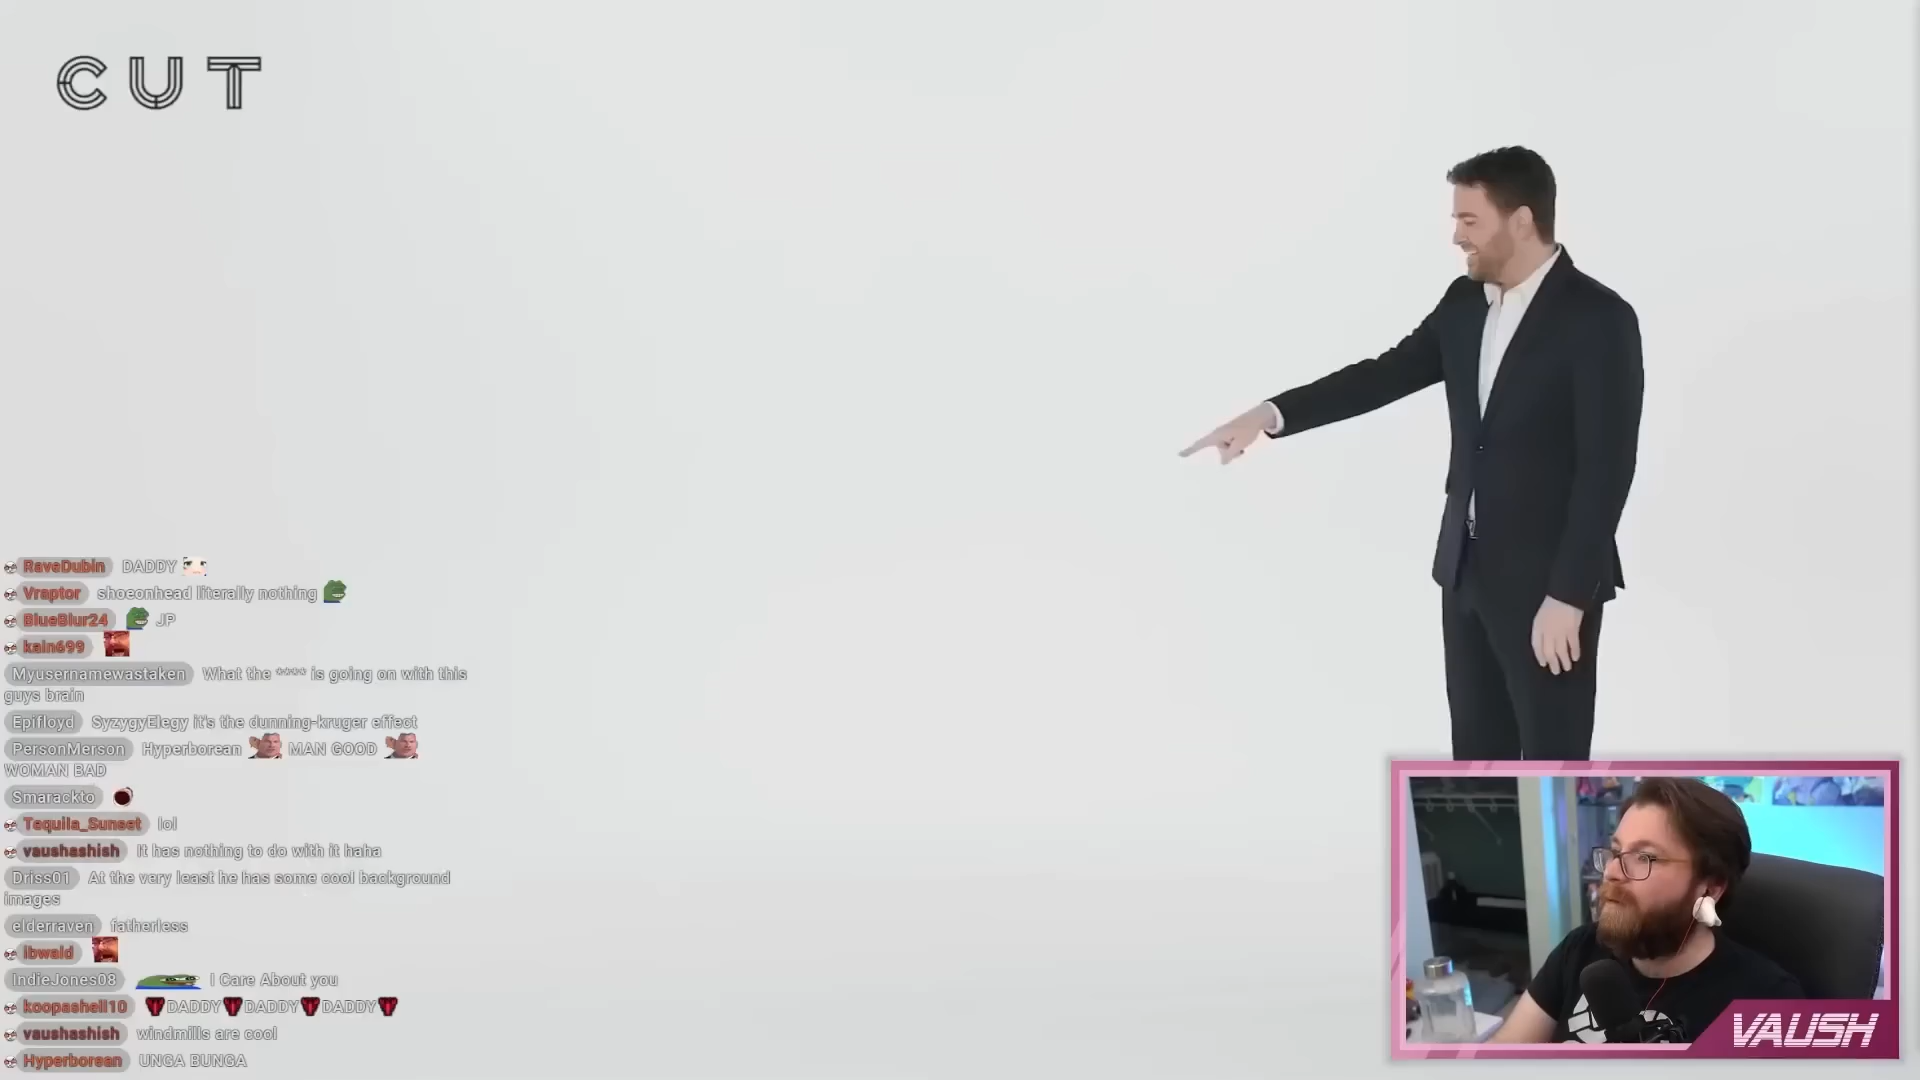 CUT
RaveDubin DADDY
Vraptor shoeonhead literally nothing
BlueBlur24 JP
kain699
Myusernamewastaken What the **** is going on with this
guys brain
Epifloyd SyzygyElegy it's the dunning-kruger effect
PersonMerson Hyperborean MAN GOOD
WOMAN BAD
Smarackto
Tequila_Sunset lol
vaushashish It has nothing to do with it haha
Driss01 At the very least he has some cool background
images
elderraven fatherless
ibwald
IndieJones08 I Care About you
koopashell10 DADDY DADDY DADDY
vaushashish windmills are cool
Hyperborean UNGA BUNGA
VAUSH